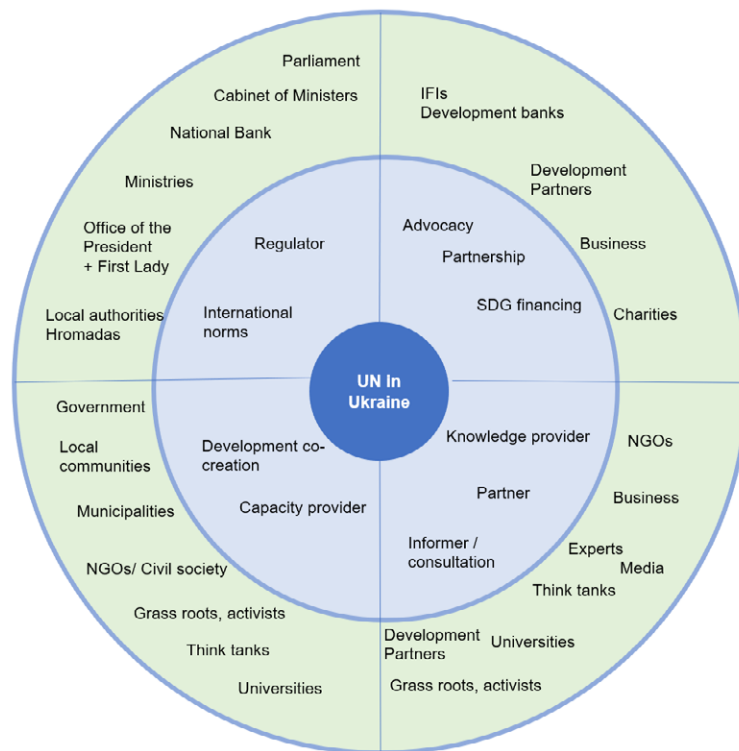 Parliament
Cabinet of Ministers
National Bank
Ministries
Office of the
President
+ First Lady
Local authorities
Hromadas
IFIs
Development banks
Development
Partners
Business
Charities
Regulator
International
norms
Advocacy
Partnership
SDG financing
UN In
Ukraine
Government
Local
communities
Municipalities
NGOs/ Civil society
Grass roots, activists
Think tanks
Universities
Development co-
creation
Capacity provider
Knowledge provider
Partner
Informer /
consultation
NGOs
Business
Experts
Media
Think tanks
Development
Partners
Universities
Grass roots, activists